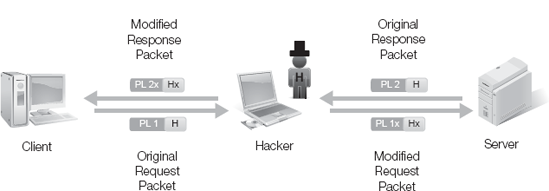 Modified
Response
Packet
Original
Response
Packet
H
PL 2x Hx
PL 2 H
PL 1 H
PL 1x Hx
Client
Hacker
Server
Original
Request
Packet
Modified
Request
Packet